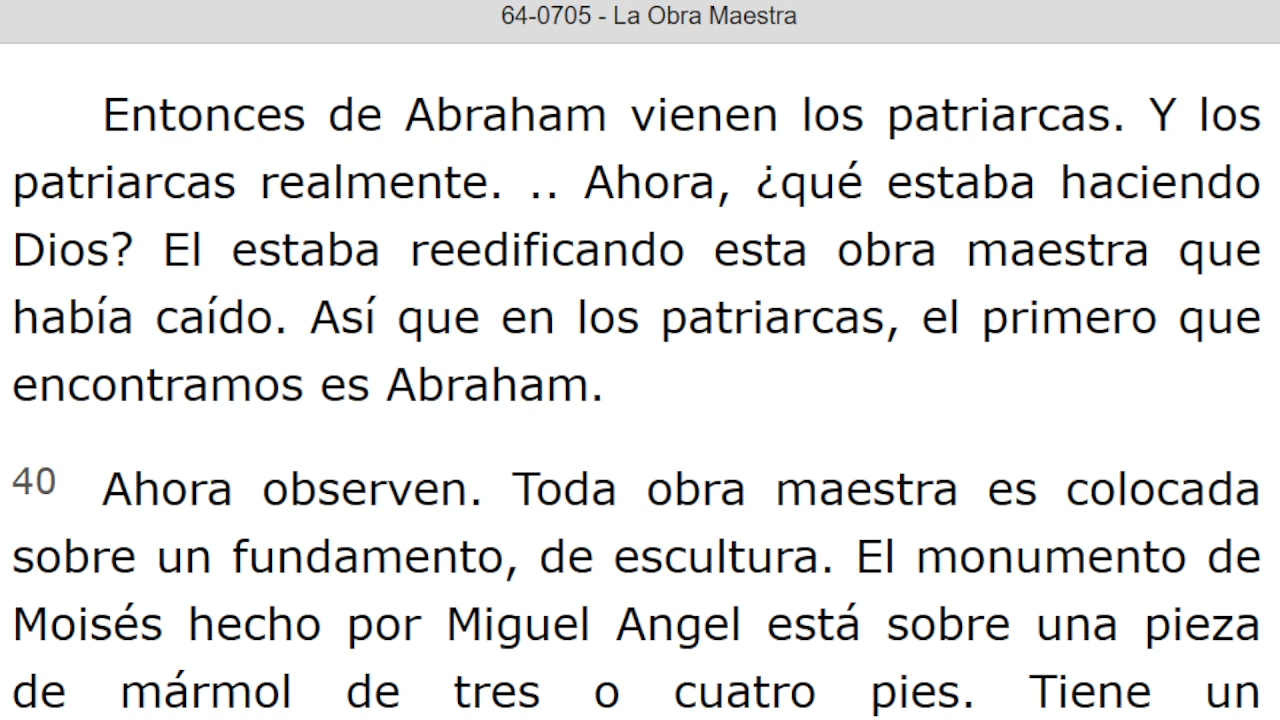 64-0705 - La Obra Maestra
Entonces de Abraham vienen los patriarcas. Y los
patriarcas realmente. .. Ahora, ¿qué estaba haciendo
Dios? El estaba reedificando esta obra maestra que
había caído. Así que en los patriarcas, el primero que
encontramos es Abraham.
40 Ahora observen. Toda obra maestra es colocada
sobre un fundamento, de escultura. El monumento de
Moisés hecho por Miguel Angel está sobre una pieza
de mármol de tres o cuatro pies. Tiene un